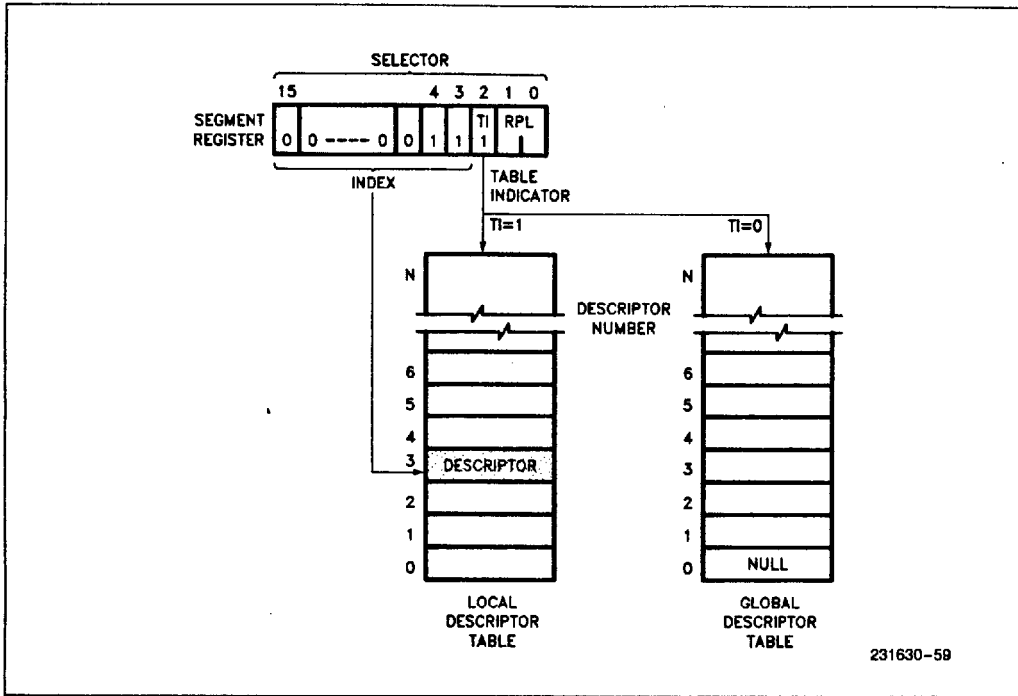 SELECTOR
15 4 3 2 1 0
SEGMENT
REGISTER
TI RPL
0 0 ---- 0 0 1 1 1
INDEX
TABLE
INDICATOR
TI=1
TI=0
N
N
DESCRIPTOR
NUMBER
6
6
5
5
4
4
3
DESCRIPTOR
3
2
2
1
1
0
0
NULL
LOCAL
DESCRIPTOR
TABLE
GLOBAL
DESCRIPTOR
TABLE
231630-59